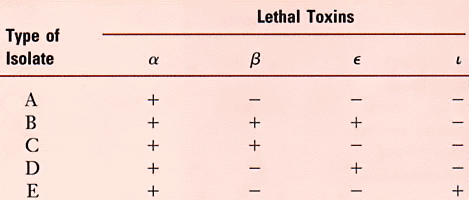 Lethal Toxins
Type of
Isolate α β ϵ ι
A + − − −
B + + + −
C + + − −
D + − + −
E + − − +